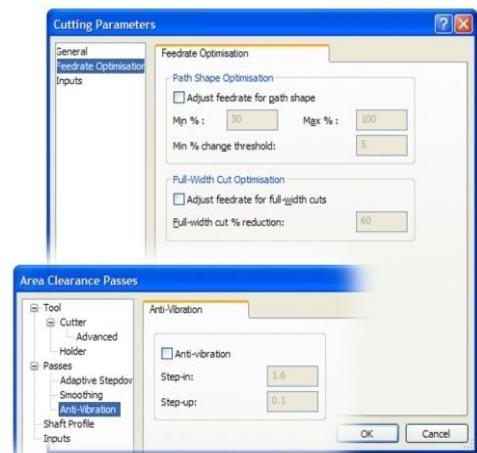 Cutting Parameters
General
Feedrate Optimisation
Inputs
Feedrate Optimisation
Path Shape Optimisation
Adjust feedrate for path shape
Min % : 50 Max % : 100
Min % change threshold: 5
Full-Width Cut Optimisation
Adjust feedrate for full-width cuts
Full-width cut % reduction: 60
Area Clearance Passes
Tool
Cutter
Advanced
Holder
Passes
Adaptive Stepdov
Smoothing
Anti-Vibration
Shaft Profile
Inputs
Anti-Vibration
Anti-vibration
Step-in: 1.6
Step-up: 0.1
OK Cancel